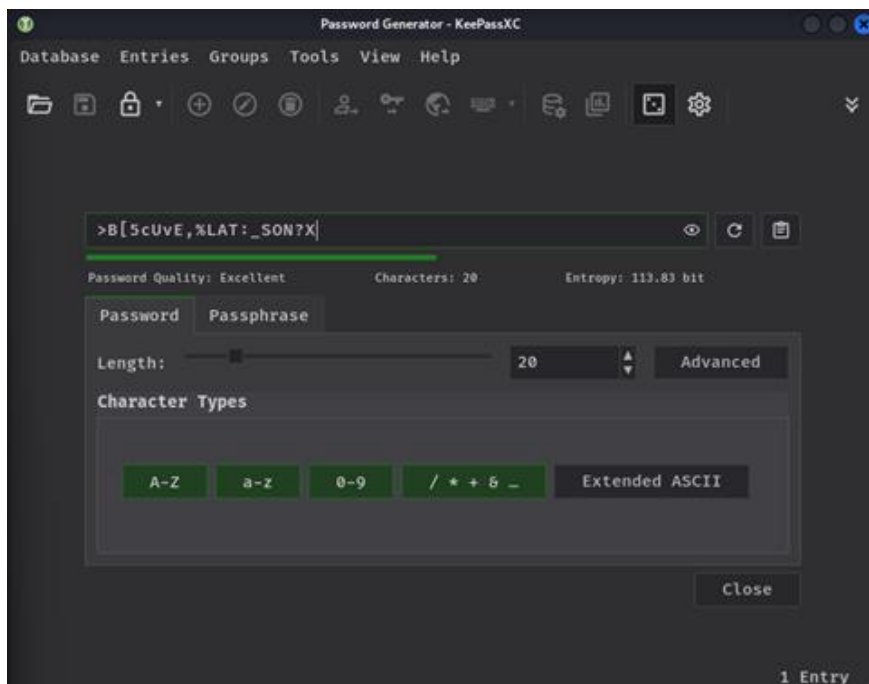 Password Generator - KeePassXC
Database Entries Groups Tools View Help
>B[5cUvE,%LAT:_SON?X
Password Quality: Excellent Characters: 20 Entropy: 113.83 bit
Password Passphrase
Length: 20 Advanced
Character Types
A-Z a-z 0-9 / * + & … Extended ASCII
Close
1 Entry